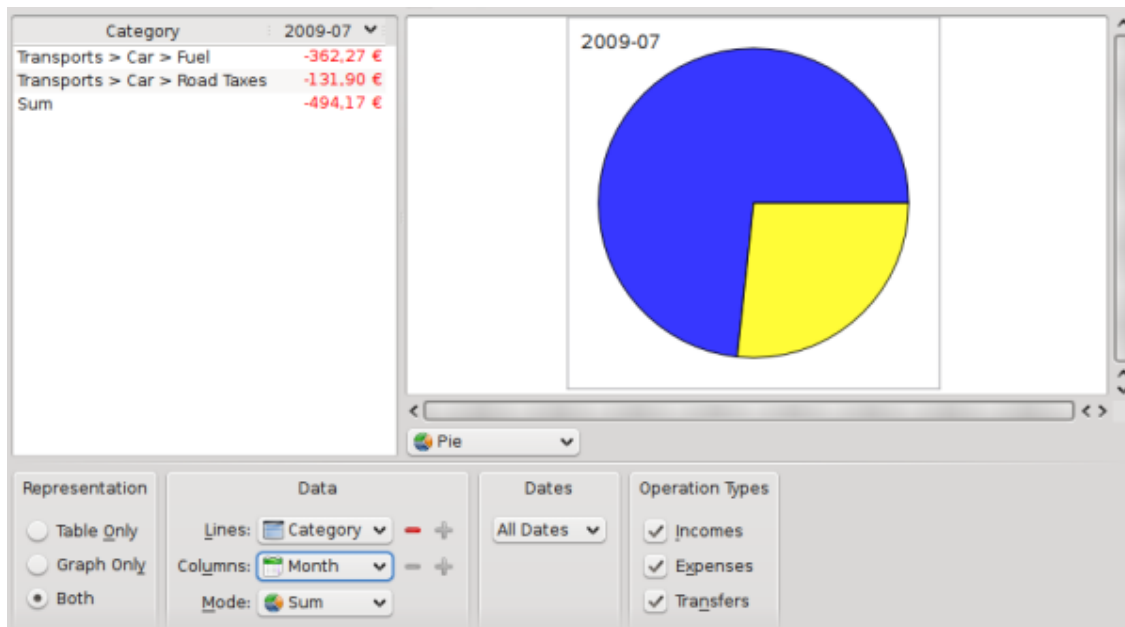 Category 2009-07
Transports > Car > Fuel -362,27 €
Transports > Car > Road Taxes -131,90 €
Sum -494,17 €
2009-07
Pie
Representation
Table Only
Graph Only
Both
Data
Lines: Category
Columns: Month
Mode: Sum
Dates
All Dates
Operation Types
Incomes
Expenses
Transfers